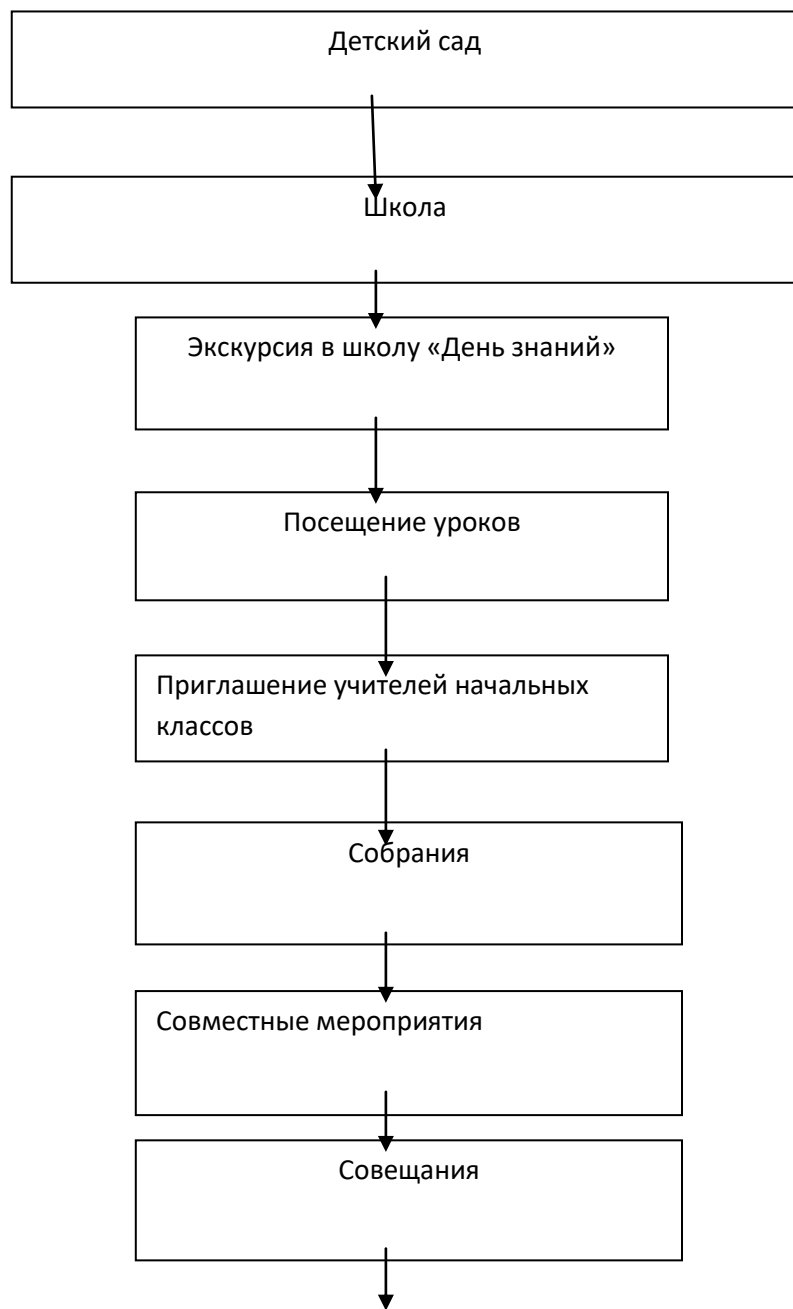 Детский сад
Школа
Экскурсия в школу «День знаний»
Посещение уроков
Приглашение учителей начальных
классов
Собрания
Совместные мероприятия
Совещания